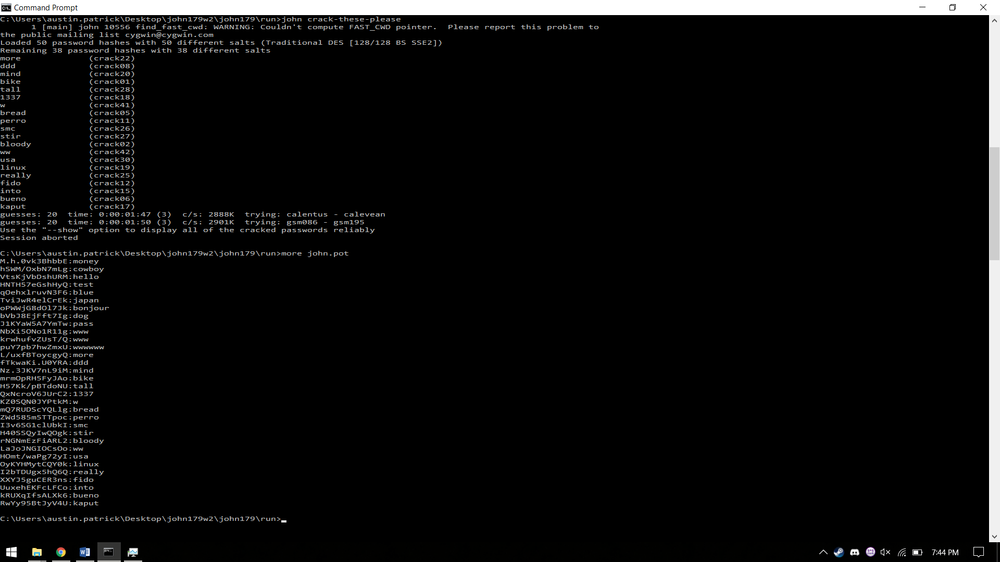 Command Prompt
C:\Users\austin.patrick\Desktop\john179w2\john179\run>john crack-these-please
      1 [main] john 10556 find_fast_cwd: WARNING: Couldn't compute FAST_CWD pointer.  Please report this problem to
the public mailing list cygwin@cygwin.com
Loaded 50 password hashes with 50 different salts (Traditional DES [128/128 BS SSE2])
Remaining 38 password hashes with 38 different salts
more             (crack22)
ddd              (crack08)
mind             (crack20)
bike             (crack01)
tall             (crack28)
1337             (crack18)
w                (crack41)
bread            (crack05)
perro            (crack11)
smc              (crack26)
stir             (crack27)
bloody           (crack02)
ww               (crack42)
usa              (crack30)
linux            (crack19)
really           (crack25)
fido             (crack12)
into             (crack15)
bueno            (crack06)
kaput            (crack17)
guesses: 20  time: 0:00:01:47 (3)  c/s: 2888K  trying: calentus - calevean
guesses: 20  time: 0:00:01:50 (3)  c/s: 2901K  trying: gsm086 - gsm195
Use the "--show" option to display all of the cracked passwords reliably
Session aborted
C:\Users\austin.patrick\Desktop\john179w2\john179\run>more john.pot
M.h.0vk3BhbbE:money
hSWM/OxbN7mLg:cowboy
VtsKjVbDshURM:hello
HNTH57eGshHyQ:test
qOehxlruvN3F6:blue
TviJwR4elCrEk:japan
oPWWjG8dOl7Jk:bonjour
bVbJ8EjFft7Ig:dog
J1KYaW5A7YmTw:pass
NbXi5ONo1R11g:www
krwhufvZUsT/Q:www
puY7pb7hwZmxU:wwwwww
L/uxfBToycgyQ:more
fTkwaKi.U0YRA:ddd
Nz.3JKV7nL9iM:mind
mrmOpRH5FyJAo:bike
H57Kk/pBTdoNU:tall
QxNcroV6JUrC2:1337
KZ0SQN0JYPtkM:w
mQ7RUDScYQLlg:bread
ZWd585m5TTpoc:perro
I3v6SG1clUbkI:smc
H40SSQyIwQOgk:stir
rNGNmEzFiARL2:bloody
LaJoJNGIOCsOo:ww
HOmt/waPg72yI:usa
OyKYHMytCQY0k:linux
I2bTDUgx5hQ6Q:really
XXYJ5guCER3ns:fido
UuxehEKFcLFCo:into
kRUXqIfsALXk6:bueno
RwYy95BtJyV4U:kaput
C:\Users\austin.patrick\Desktop\john179w2\john179\run>
7:44 PM